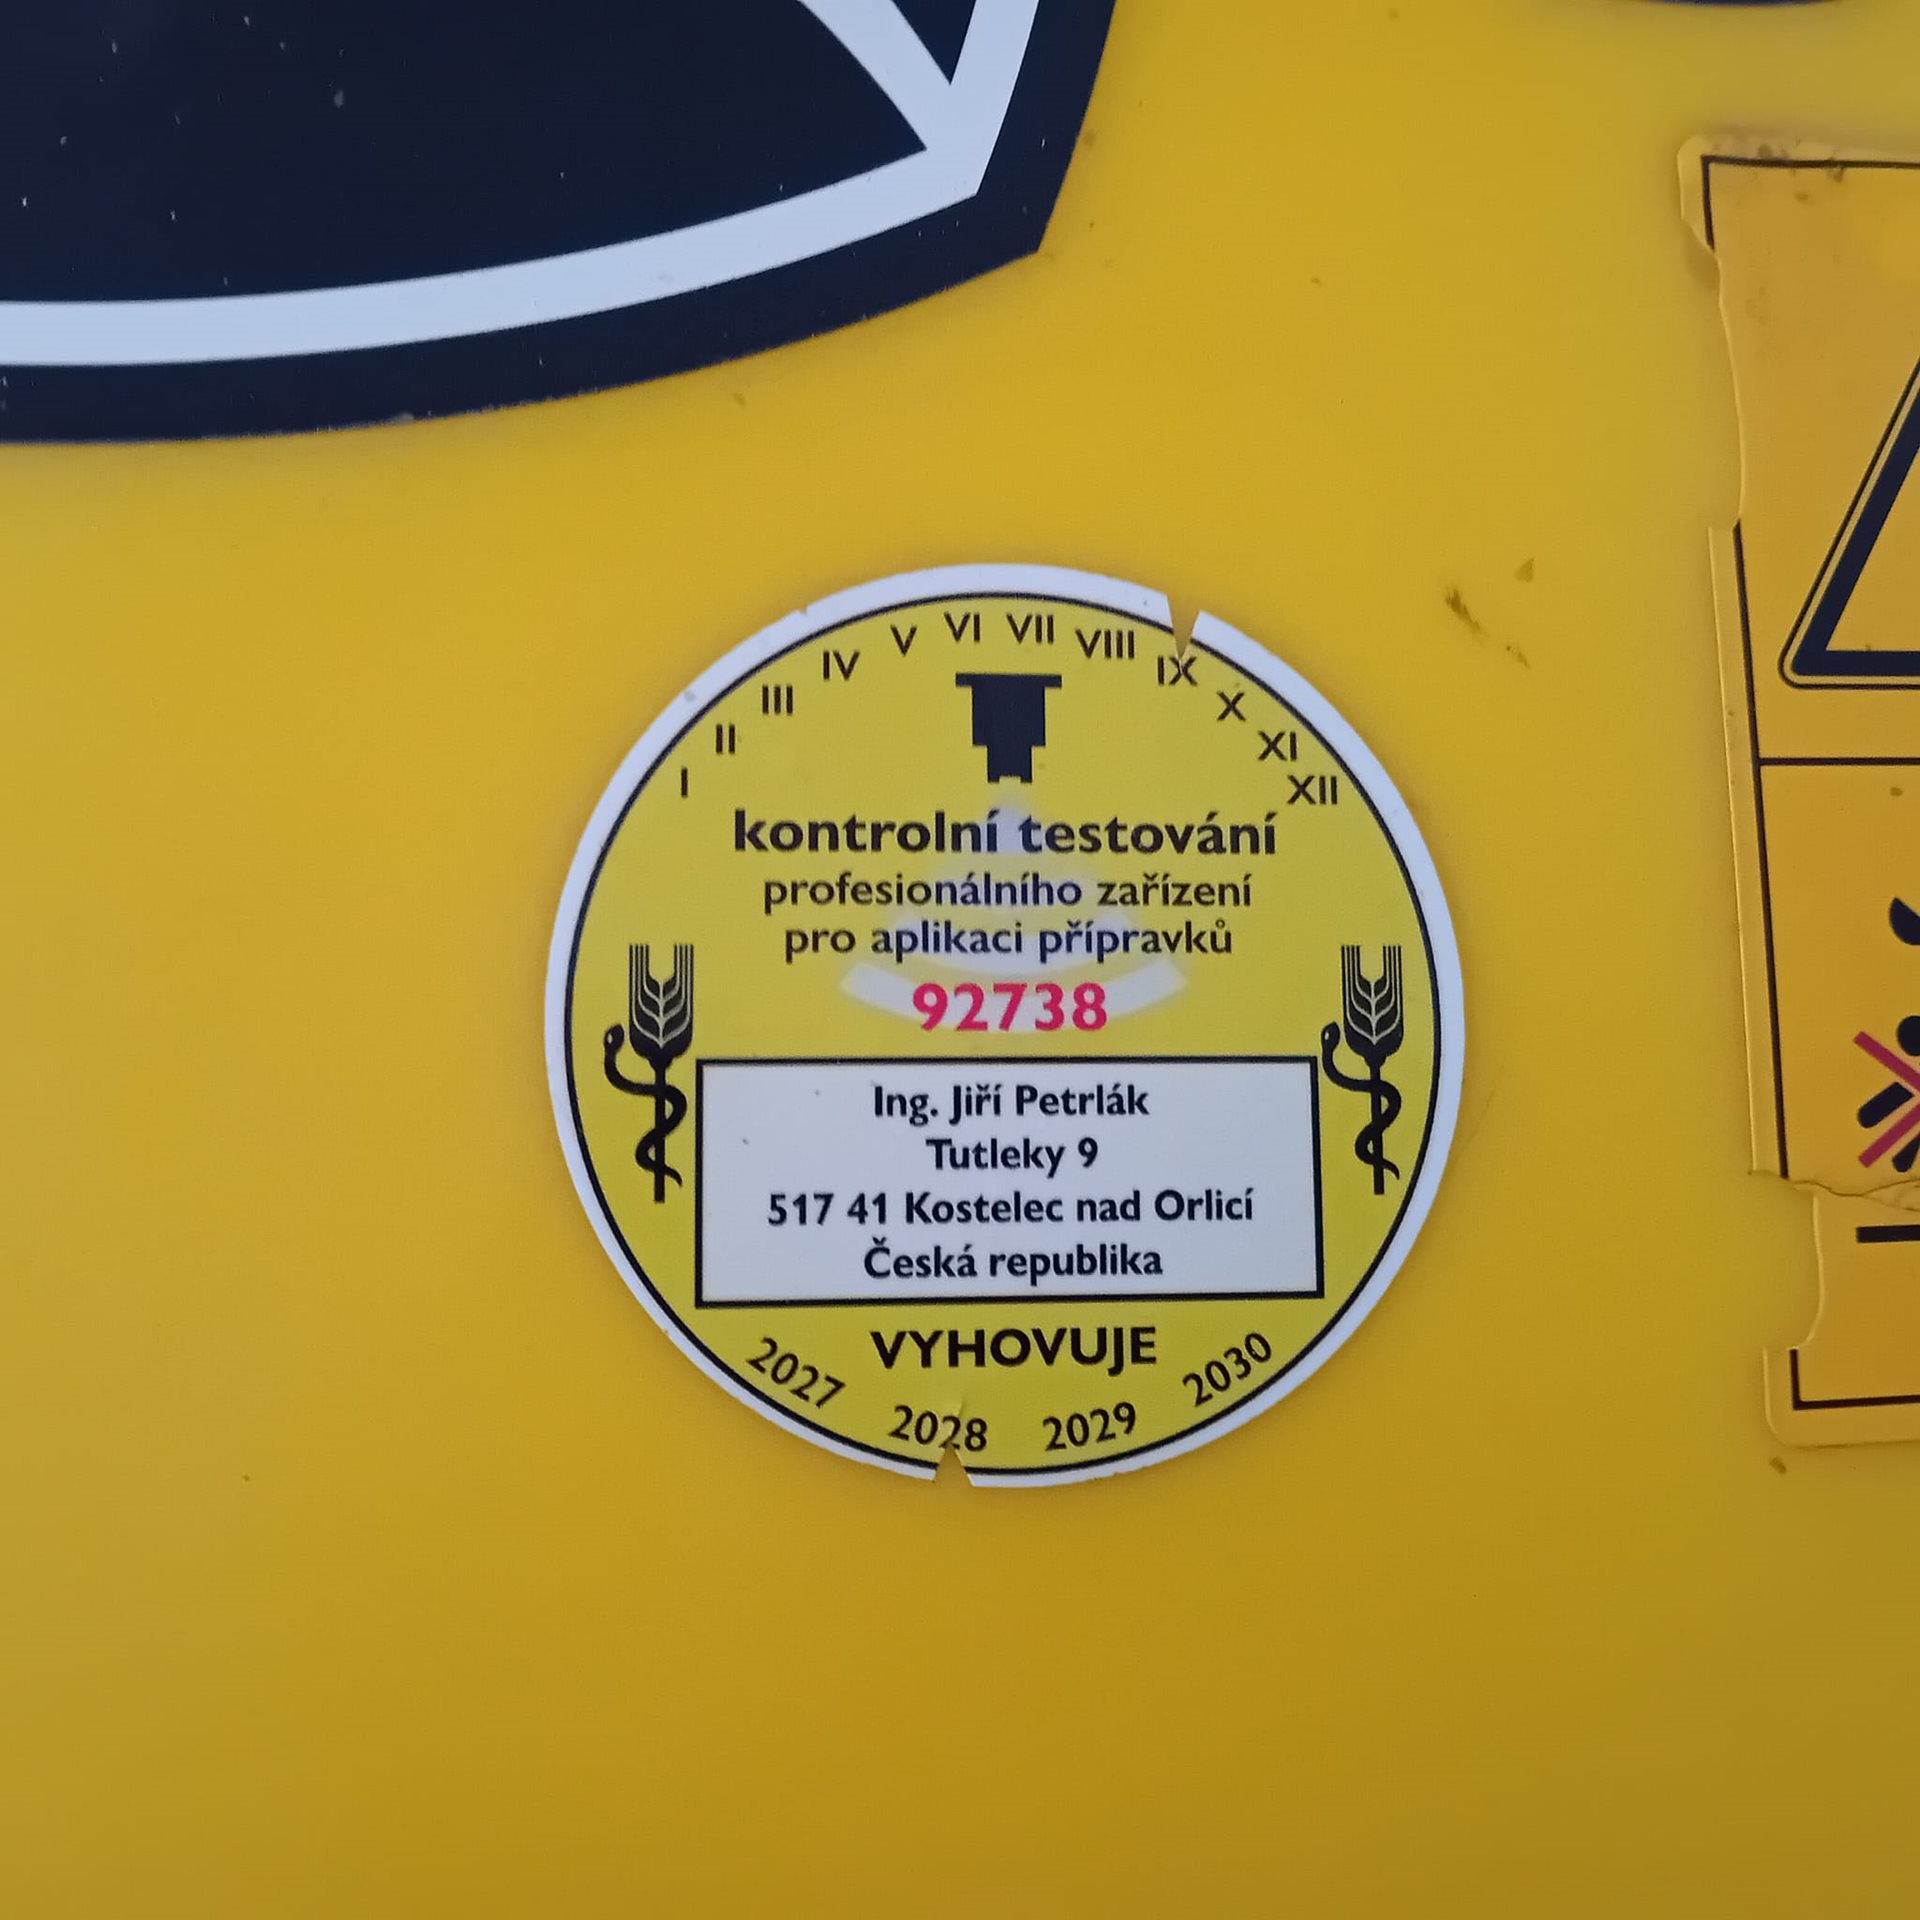 I II III IV V VI VII VIII IX X XI XII
kontrolní testování
profesionálního zařízení
pro aplikaci přípravků
92738
Ing. Jiří Petrlák
Tutleky 9
517 41 Kostelec nad Orlicí
Česká republika
VYHOVUJE
2027 2028 2029 2030